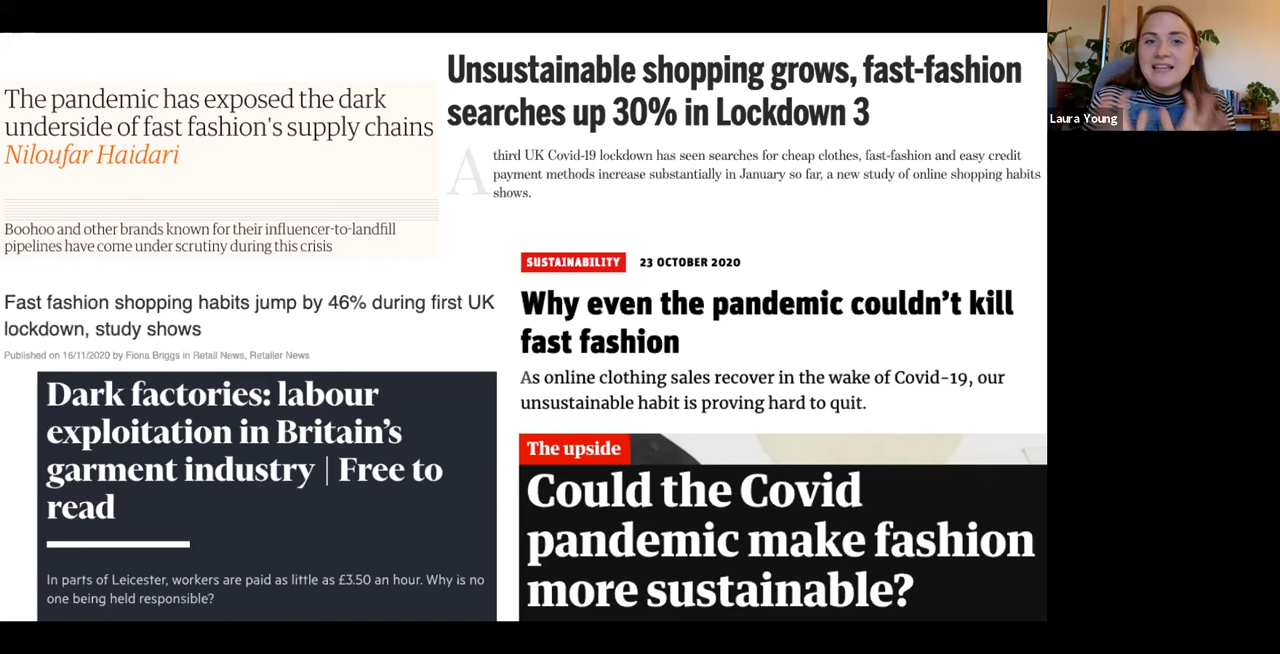 The pandemic has exposed the dark
underside of fast fashion's supply chains
Niloufar Haidari
Boohoo and other brands known for their influencer-to-landfill
pipelines have come under scrutiny during this crisis
Unsustainable shopping grows, fast-fashion
searches up 30% in Lockdown 3
A third UK Covid-19 lockdown has seen searches for cheap clothes, fast-fashion and easy credit
payment methods increase substantially in January so far, a new study of online shopping habits
shows.
Laura Young
Fast fashion shopping habits jump by 46% during first UK
lockdown, study shows
Published on 16/11/2020 by Fiona Briggs in Retail News, Retailer News
SUSTAINABILITY 23 OCTOBER 2020
Why even the pandemic couldn't kill
fast fashion
As online clothing sales recover in the wake of Covid-19, our
unsustainable habit is proving hard to quit.
Dark factories: labour
exploitation in Britain's
garment industry | Free to
read
In parts of Leicester, workers are paid as little as £3.50 an hour. Why is no
one being held responsible?
The upside
Could the Covid
pandemic make fashion
more sustainable?